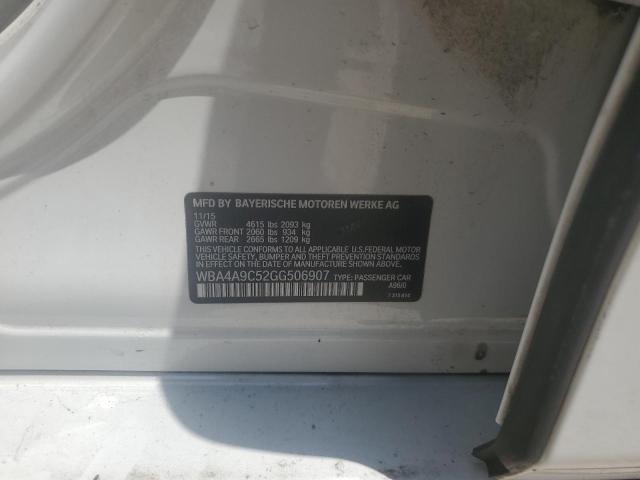 MFD BY BAYERISCHE MOTOREN WERKE AG
11/15
GVWR 4615 lbs 2093 kg
GAWR FRONT 2060 lbs 934 kg
GAWR REAR 2665 lbs 1209 kg
THIS VEHICLE CONFORMS TO ALL APPLICABLE U.S.FEDERAL MOTOR
VEHICLE SAFETY, BUMPER AND THEFT PREVENTION STANDARDS
IN EFFECT ON THE DATE OF MANUFACTURE SHOWN ABOVE.
WBA4A9C52GG506907 TYPE: PASSENGER CAR
A96/0